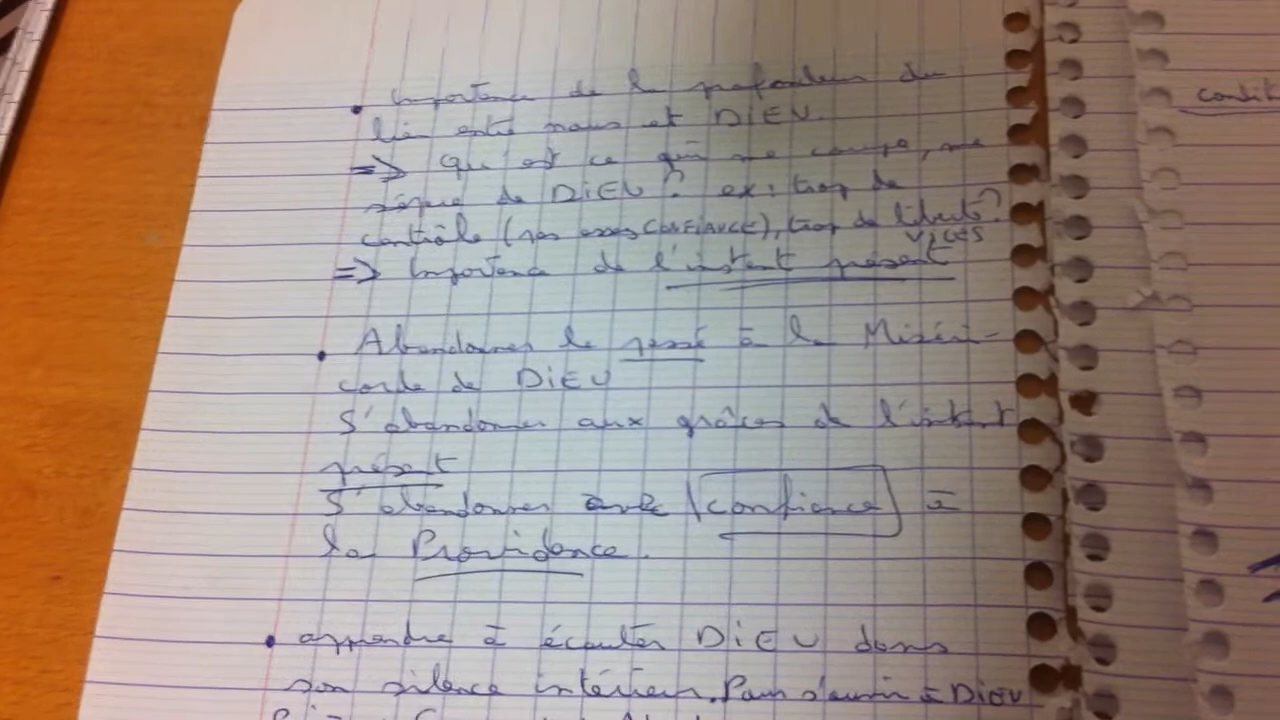 • Importance de la profondeur du
lien entre nous et DIEU.
=> Qu'est ce qui me coupe, me
sépare de DIEU ? ex : trop de
contrôle (pas assez CONFIANCE), trop de liberté?
VICES
=> Importance de l'instant présent
• Abandonner le passé à la Miséri-
corde de DIEU
S'abandonner aux grâces de l'instant
présent
S'abandonner avec confiance à
la Providence.
• apprendre à écouter DIEU dans
son silence intérieur. Pour s'ouvrir à DIEU
condit